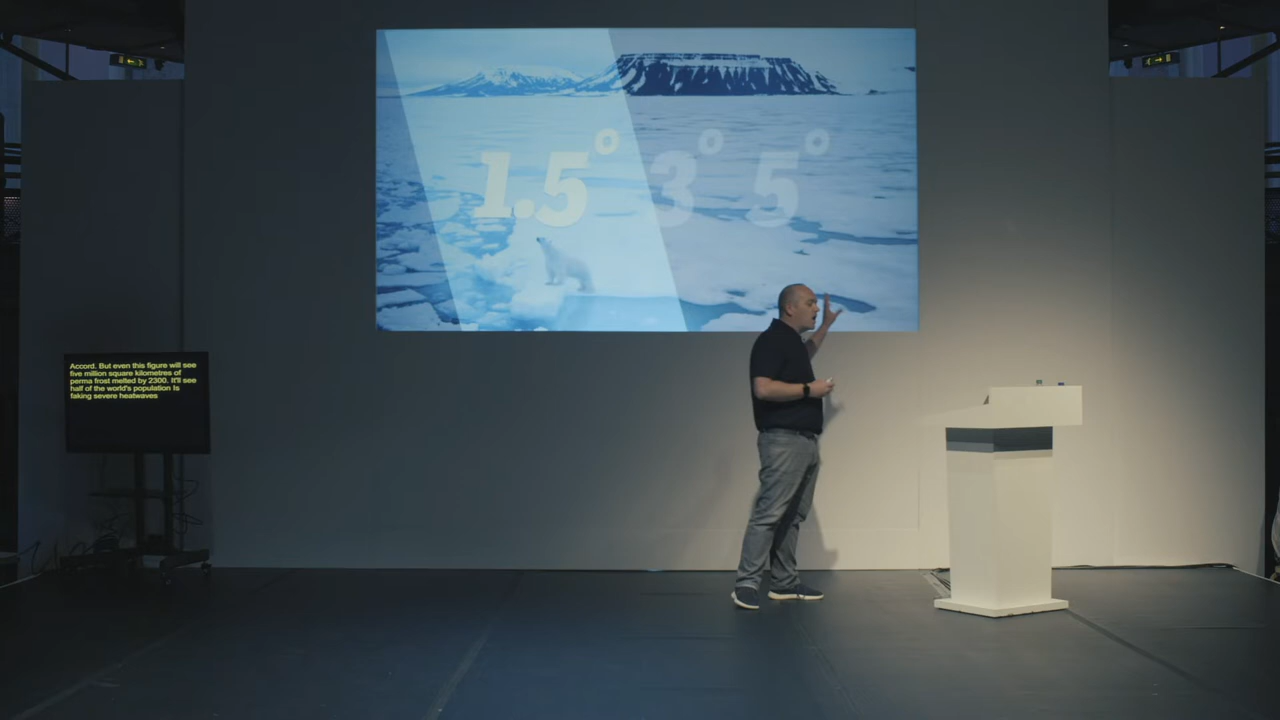 1.5° 3° 5°
Accord. But even this figure will see
five million square kilometres of
perma frost melted by 2300. It'll see
half of the world's population Is
faking severe heatwaves